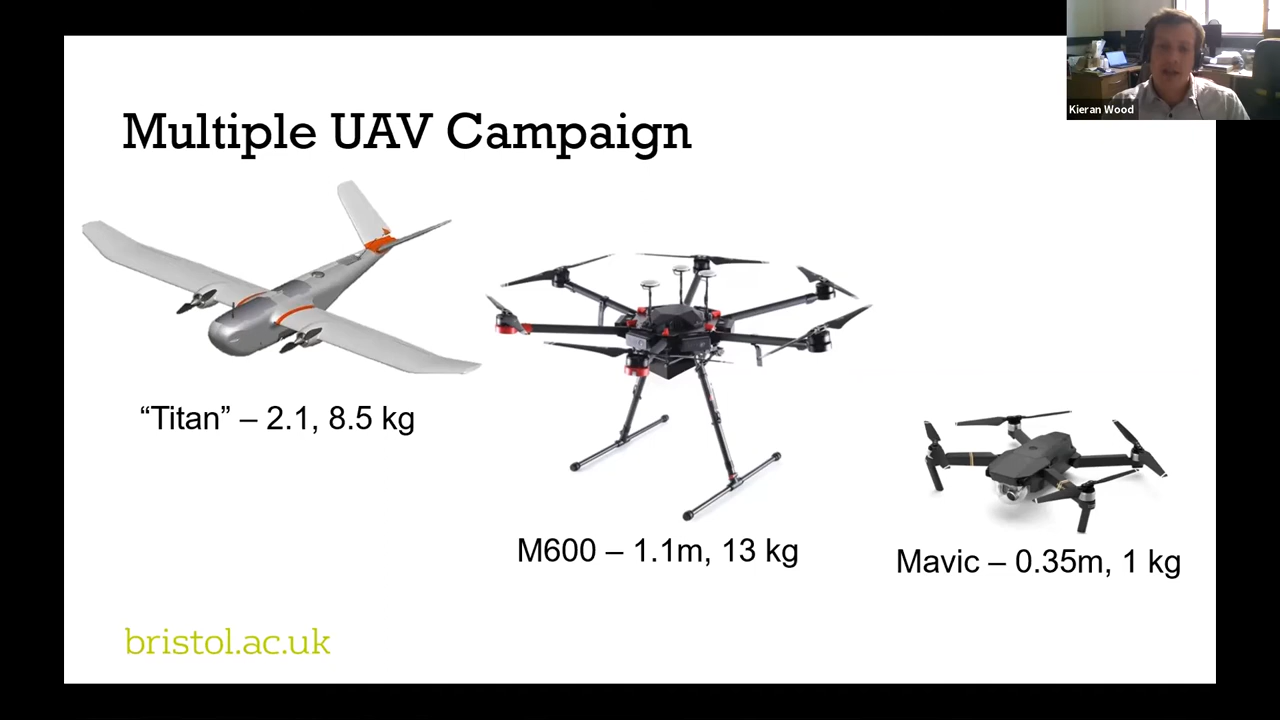 Kieran Wood
Multiple UAV Campaign
“Titan” – 2.1, 8.5 kg
M600 – 1.1m, 13 kg
Mavic – 0.35m, 1 kg
bristol.ac.uk